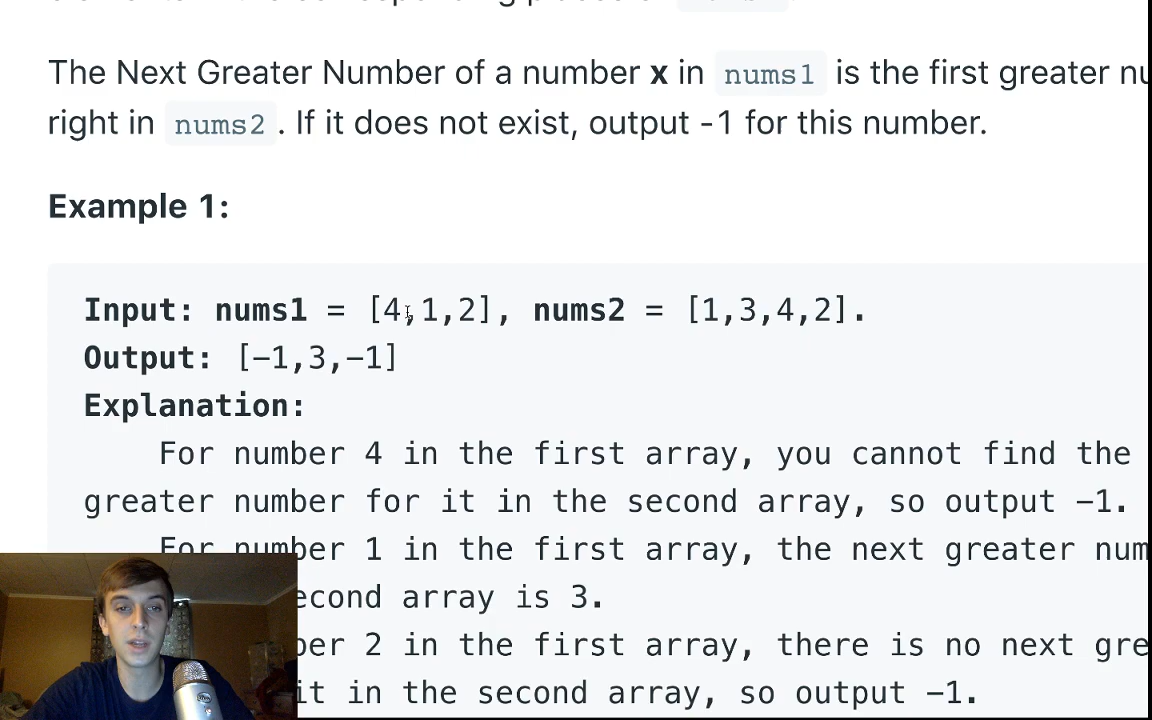 The Next Greater Number of a number x in nums1 is the first greater
right in nums2 . If it does not exist, output -1 for this number.
Example 1:
Input: nums1 = [4,1,2], nums2 = [1,3,4,2].
Output: [-1,3,-1]
Explanation:
For number 4 in the first array, you cannot find the
greater number for it in the second array, so output -1.
For number 1 in the first array, the next greater num
econd array is 3.
ber 2 in the first array, there is no next gre
it in the second array, so output -1.